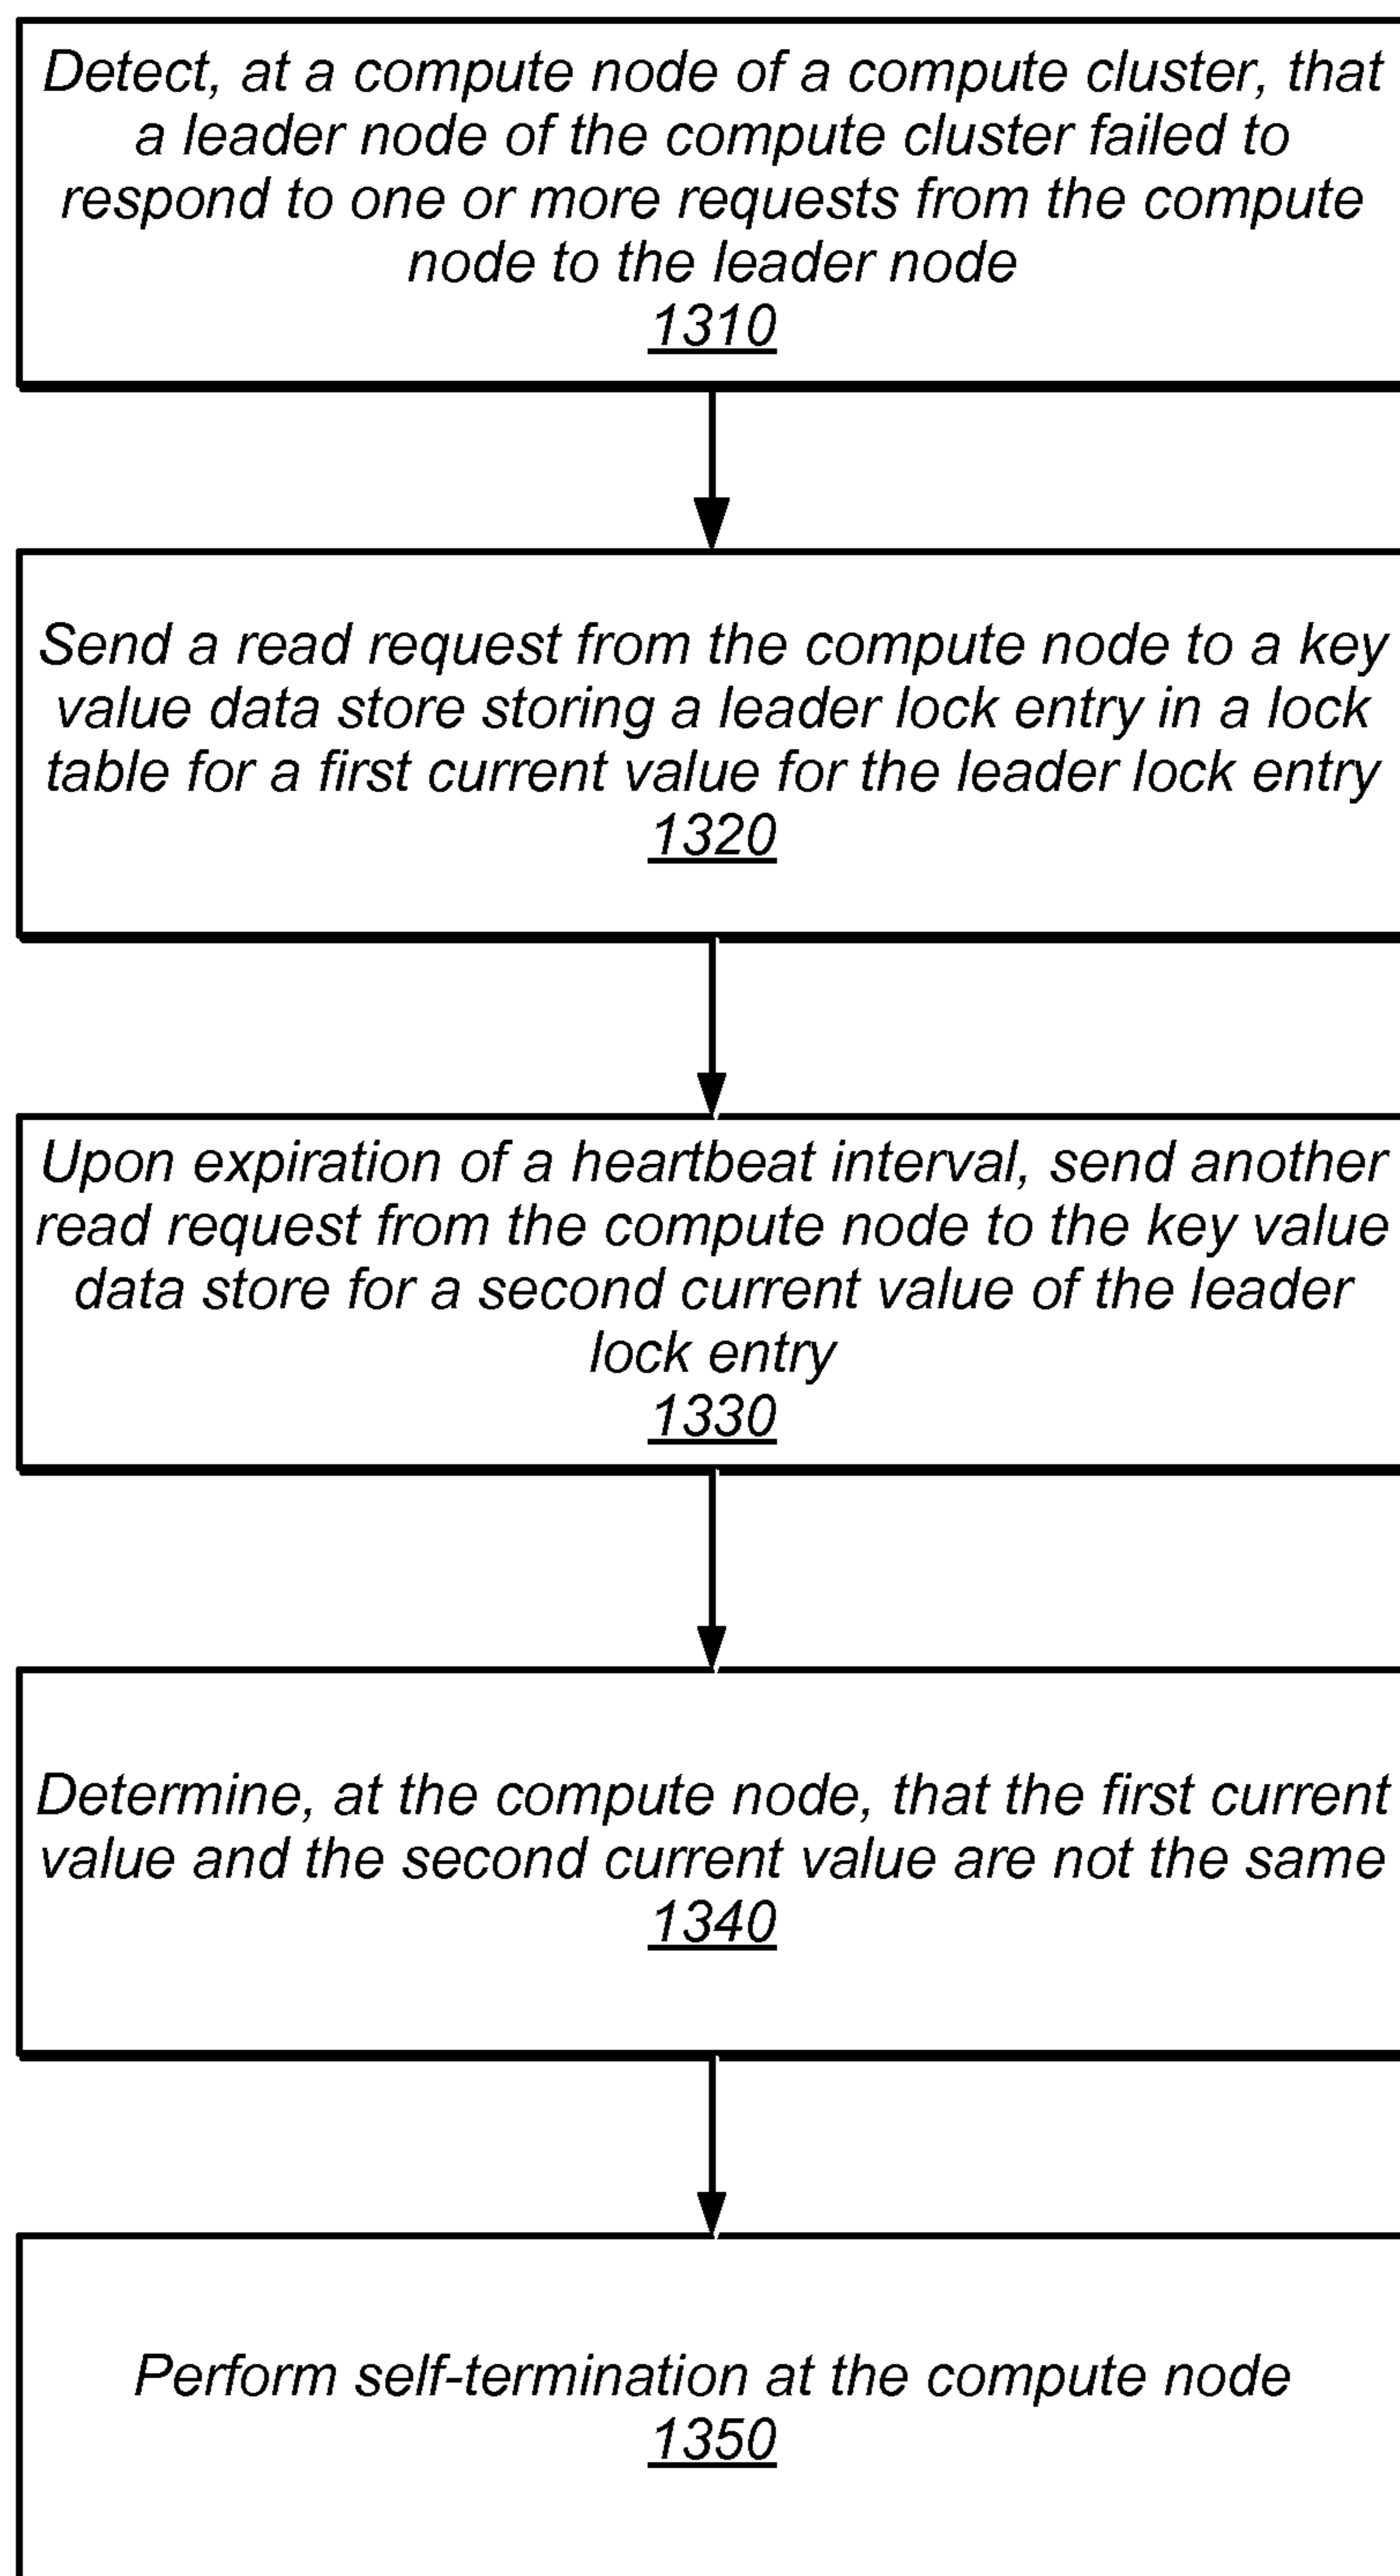 Detect, at a compute node of a compute cluster, that
a leader node of the compute cluster failed to
respond to one or more requests from the compute
node to the leader node
1310
Send a read request from the compute node to a key
value data store storing a leader lock entry in a lock
table for a first current value for the leader lock entry
1320
Upon expiration of a heartbeat interval, send another
read request from the compute node to the key value
data store for a second current value of the leader
lock entry
1330
Determine, at the compute node, that the first current
value and the second current value are not the same
1340
Perform self-termination at the compute node
1350